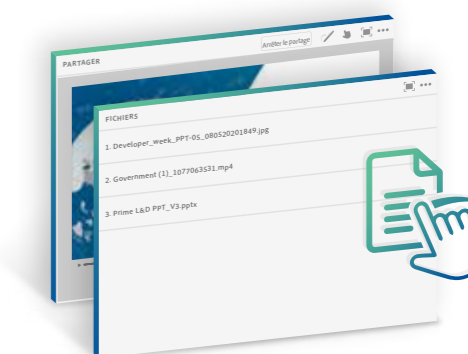 PARTAGER
Arrêter le partage
FICHIERS
1. Developer_week_PPT-05_080520201849.jpg
2. Government (1)_1077063531.mp4
3. Prime L&D PPT_V3.pptx